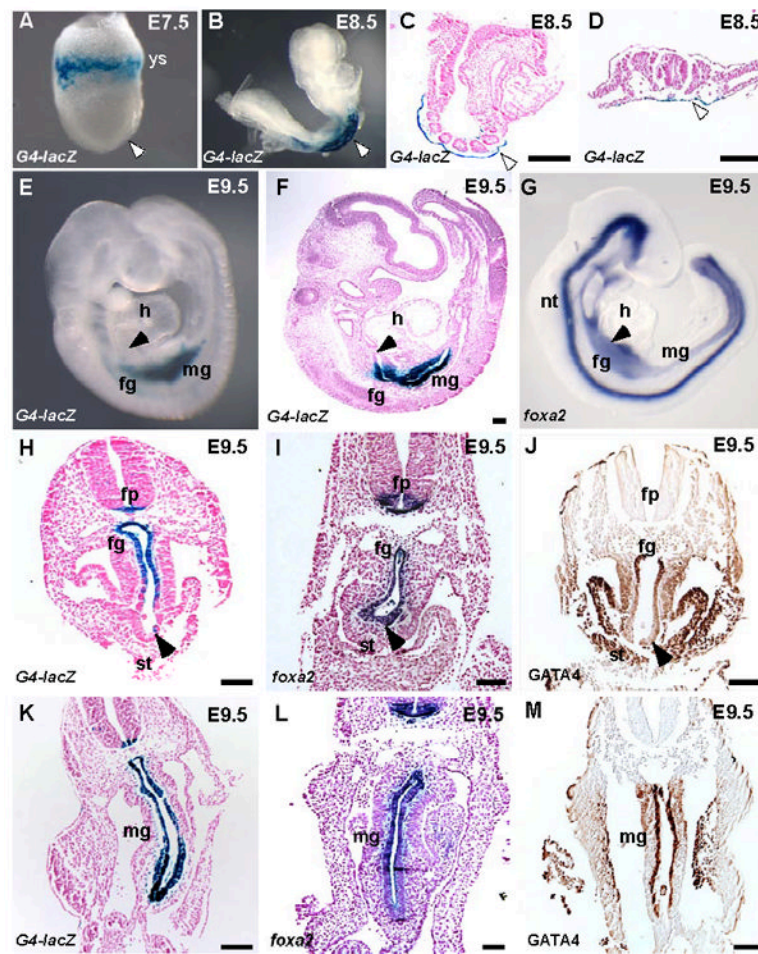 A E7.5 B E8.5 C E8.5 D E8.5
ys
G4-lacZ G4-lacZ G4-lacZ G4-lacZ
E E9.5 F E9.5 G E9.5
h h nt h
fg mg fg mg fg mg
G4-lacZ G4-lacZ foxa2
H E9.5 I E9.5 J E9.5
fp fp fp
fg fg fg
st st st
G4-lacZ foxa2 GATA4
K E9.5 L E9.5 M E9.5
mg mg mg
G4-lacZ foxa2 GATA4